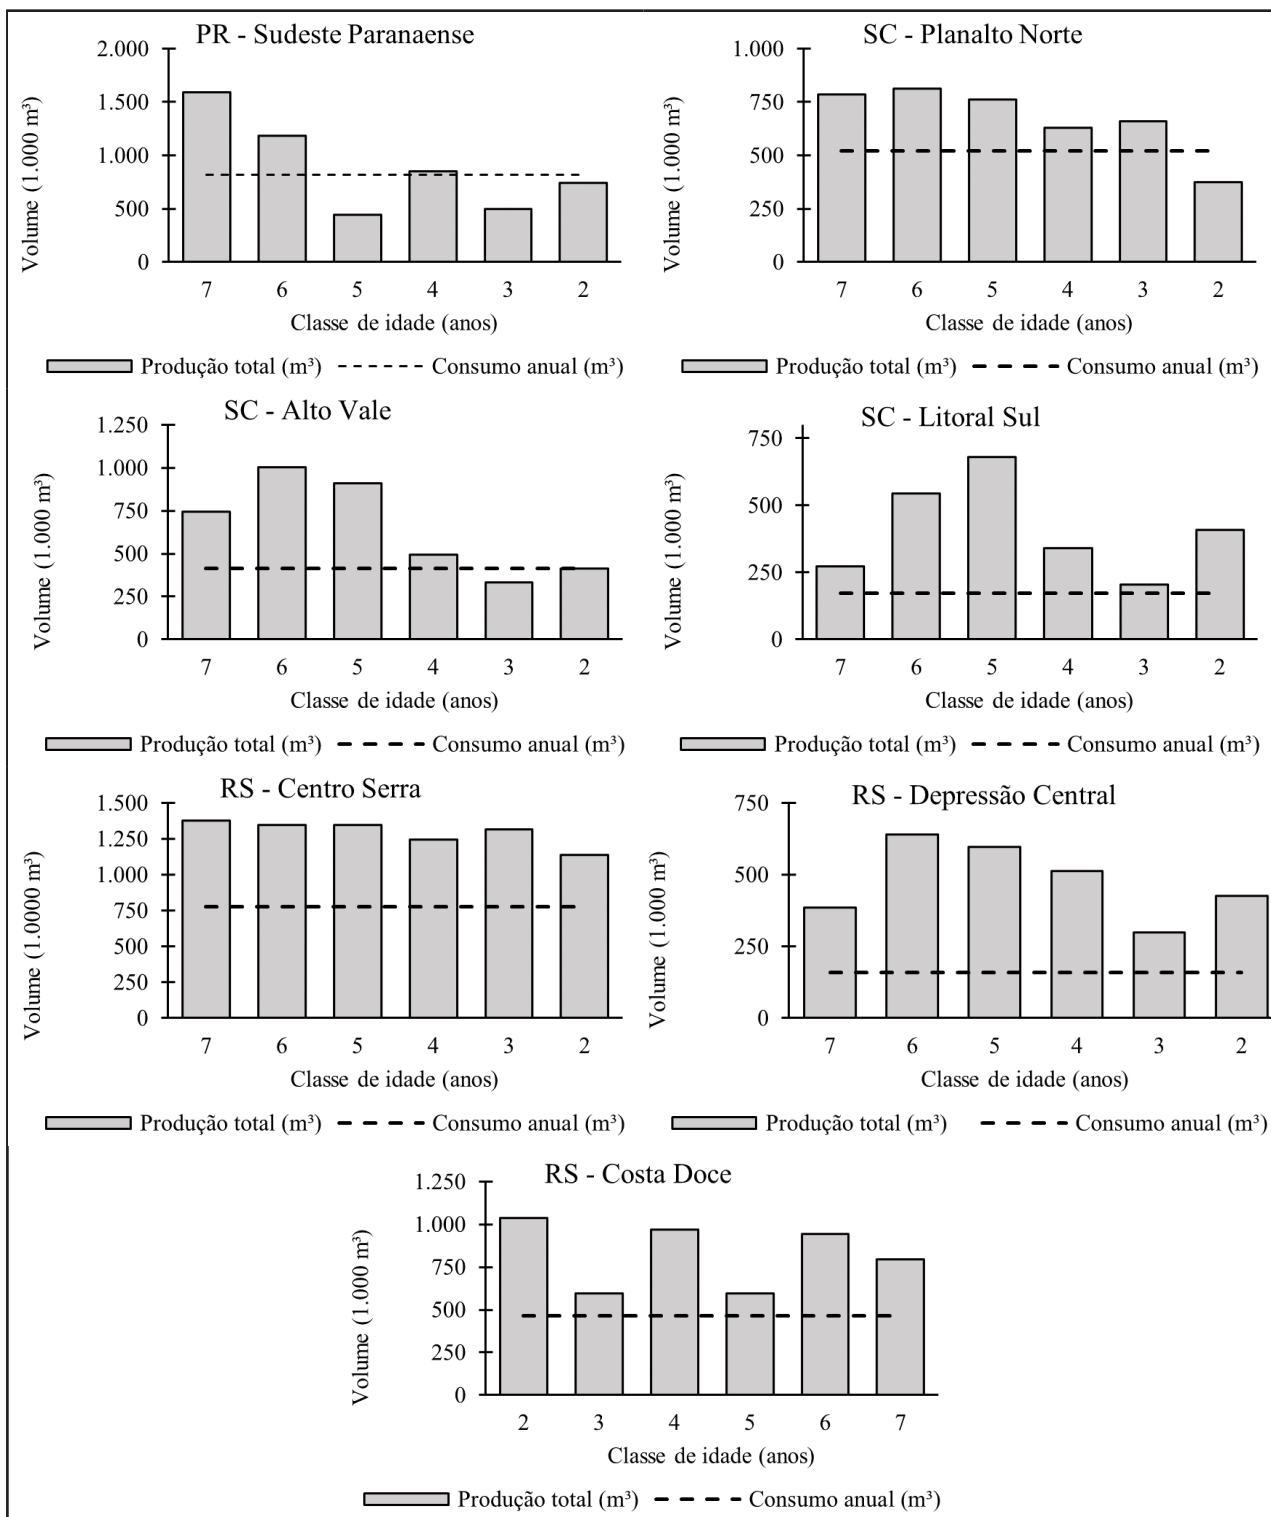 PR - Sudeste Paranaense
Volume (1.000 m³)
2.000
1.500
1.000
500
0
7 6 5 4 3 2
Classe de idade (anos)
Produção total (m³) Consumo anual (m³)
SC - Planalto Norte
Volume (1.000 m³)
1.000
750
500
250
0
7 6 5 4 3 2
Classe de idade (anos)
Produção total (m³) Consumo anual (m³)
SC - Alto Vale
Volume (1.000 m³)
1.250
1.000
750
500
250
0
7 6 5 4 3 2
Classe de idade (anos)
Produção total (m³) Consumo anual (m³)
SC - Litoral Sul
Volume (1.000 m³)
750
500
250
0
7 6 5 4 3 2
Classe de idade (anos)
Produção total (m³) Consumo anual (m³)
RS - Centro Serra
Volume (1.0000 m³)
1.500
1.250
1.000
750
500
250
0
7 6 5 4 3 2
Classe de idade (anos)
Produção total (m³) Consumo anual (m³)
RS - Depressão Central
Volume (1.000 m³)
750
500
250
0
7 6 5 4 3 2
Classe de idade (anos)
Produção total (m³) Consumo anual (m³)
RS - Costa Doce
Volume (1.000 m³)
1.250
1.000
750
500
250
0
2 3 4 5 6 7
Classe de idade (anos)
Produção total (m³) Consumo anual (m³)